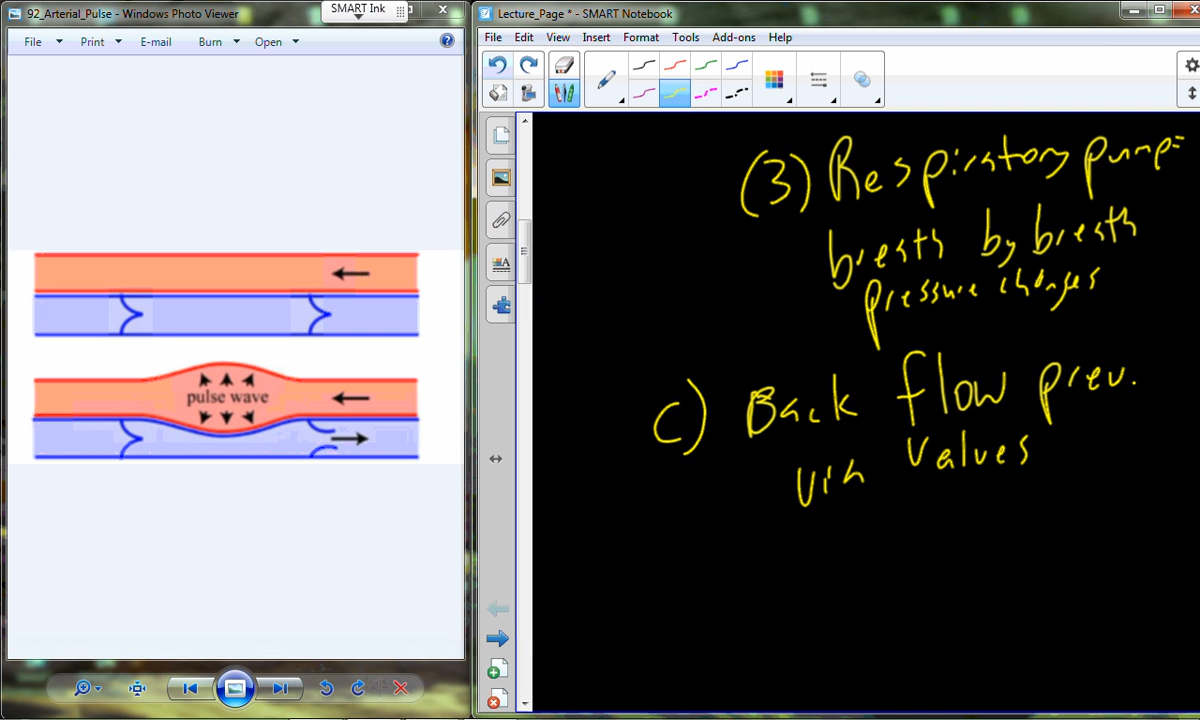 92_Arterial_Pulse - Windows Photo Viewer
SMART Ink
File Print E-mail Burn Open
pulse wave
Lecture_Page * - SMART Notebook
File Edit View Insert Format Tools Add-ons Help
(3) Respiratory pump=
breath by breath
pressure changes
C) Back flow prev.
via valves